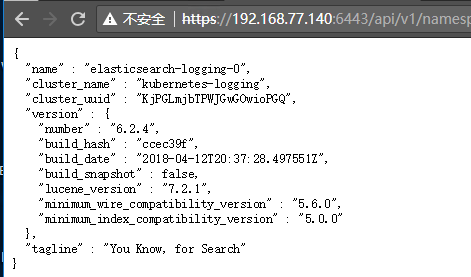 不安全 https://192.168.77.140:6443/api/v1/namesp
{
"name" : "elasticsearch-logging-0",
"cluster_name" : "kubernetes-logging",
"cluster_uuid" : "KjPGLmjbTPWJGwGOwioPGQ",
"version" : {
"number" : "6.2.4",
"build_hash" : "ccec39f",
"build_date" : "2018-04-12T20:37:28.497551Z",
"build_snapshot" : false,
"lucene_version" : "7.2.1",
"minimum_wire_compatibility_version" : "5.6.0",
"minimum_index_compatibility_version" : "5.0.0"
},
"tagline" : "You Know, for Search"
}